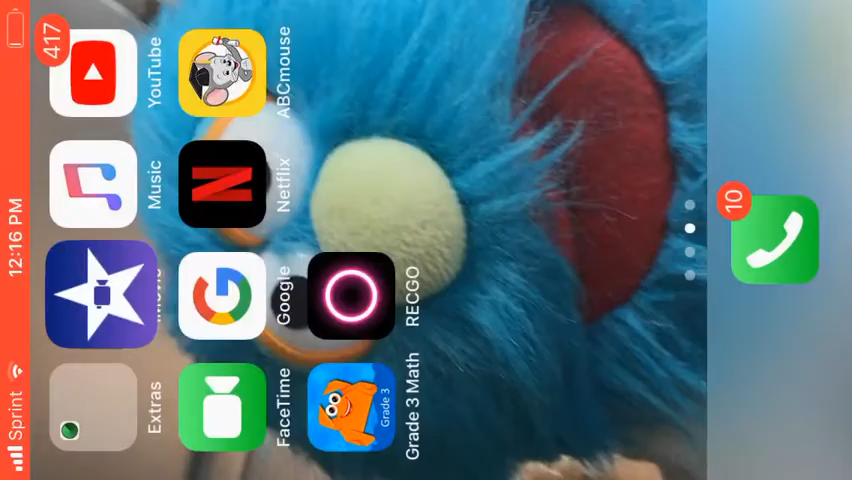 Sprint
12:16 PM
Extras
iMovie
Music
YouTube
417
FaceTime
Google
Netflix
ABCmouse
Grade 3
Grade 3 Math
RECGO
10